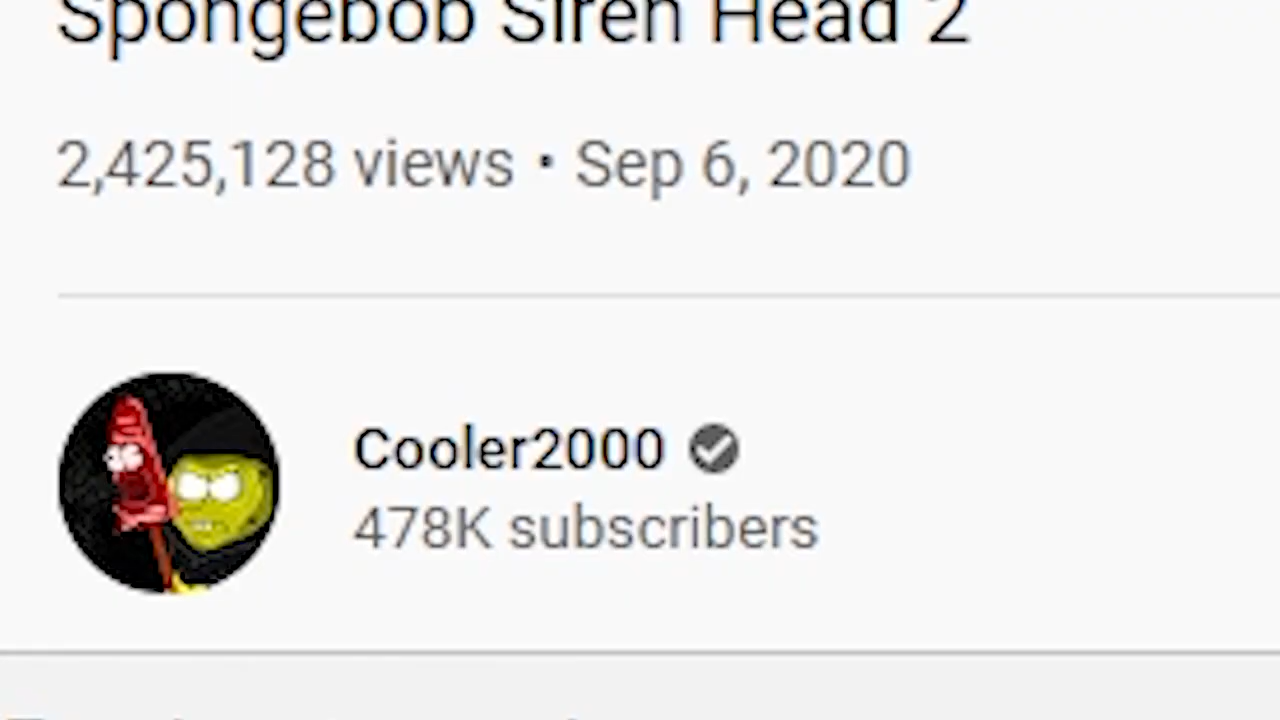 Spongebob Siren Head 2
2,425,128 views • Sep 6, 2020
Cooler2000
478K subscribers